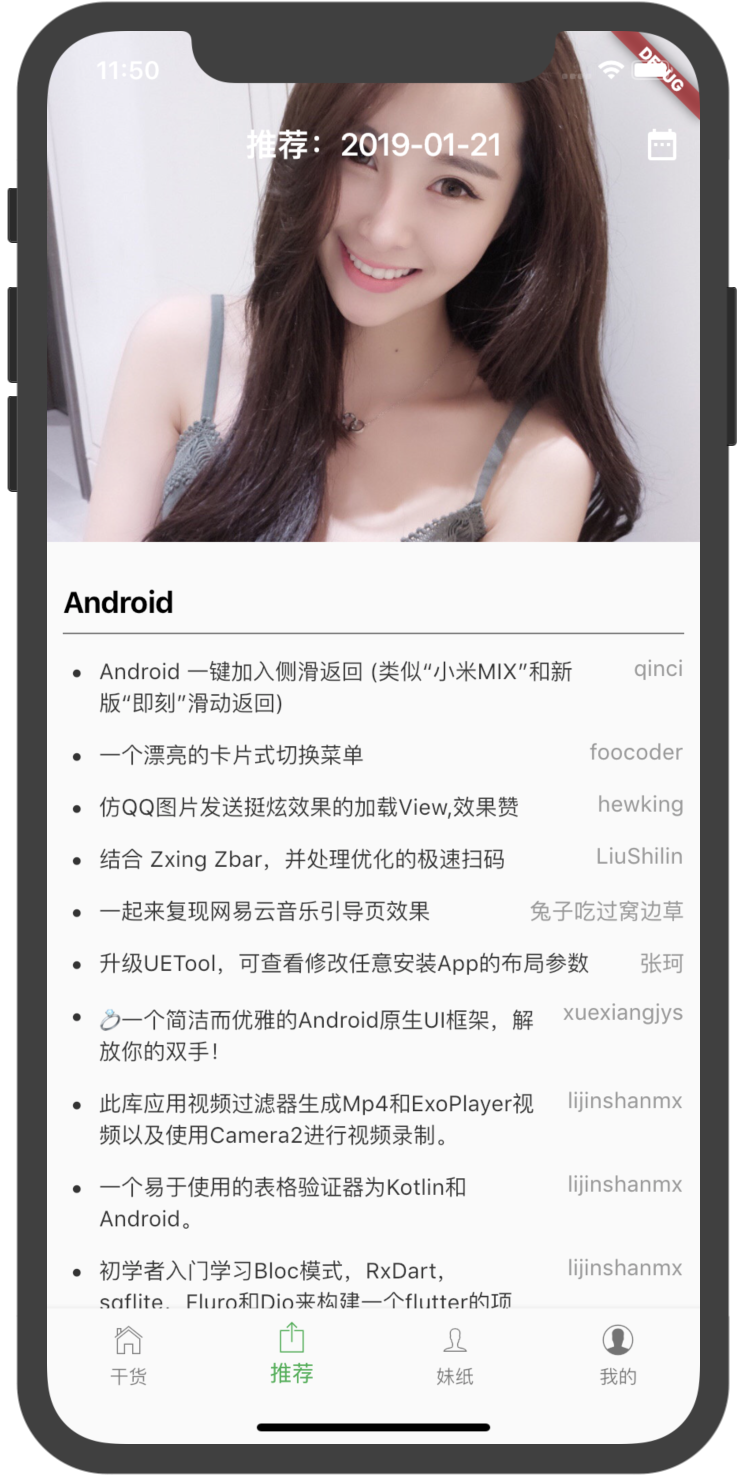 11:50
DEBUG
推荐：2019-01-21
Android
• Android 一键加入侧滑返回 (类似“小米MIX”和新 qinci
版“即刻”滑动返回)
• 一个漂亮的卡片式切换菜单 foocoder
• 仿QQ图片发送挺炫效果的加载View,效果赞 hewking
• 结合 Zxing Zbar，并处理优化的极速扫码 LiuShilin
• 一起来复现网易云音乐引导页效果 兔子吃过窝边草
• 升级UETool，可查看修改任意安装App的布局参数 张珂
• 💍一个简洁而优雅的Android原生UI框架，解 xuexiangjys
放你的双手！
• 此库应用视频过滤器生成Mp4和ExoPlayer视 lijinshanmx
频以及使用Camera2进行视频录制。
• 一个易于使用的表格验证器为Kotlin和 lijinshanmx
Android。
• 初学者入门学习Bloc模式，RxDart， lijinshanmx
sqflite，Fluro和Dio来构建一个flutter的项
干货 推荐 妹纸 我的